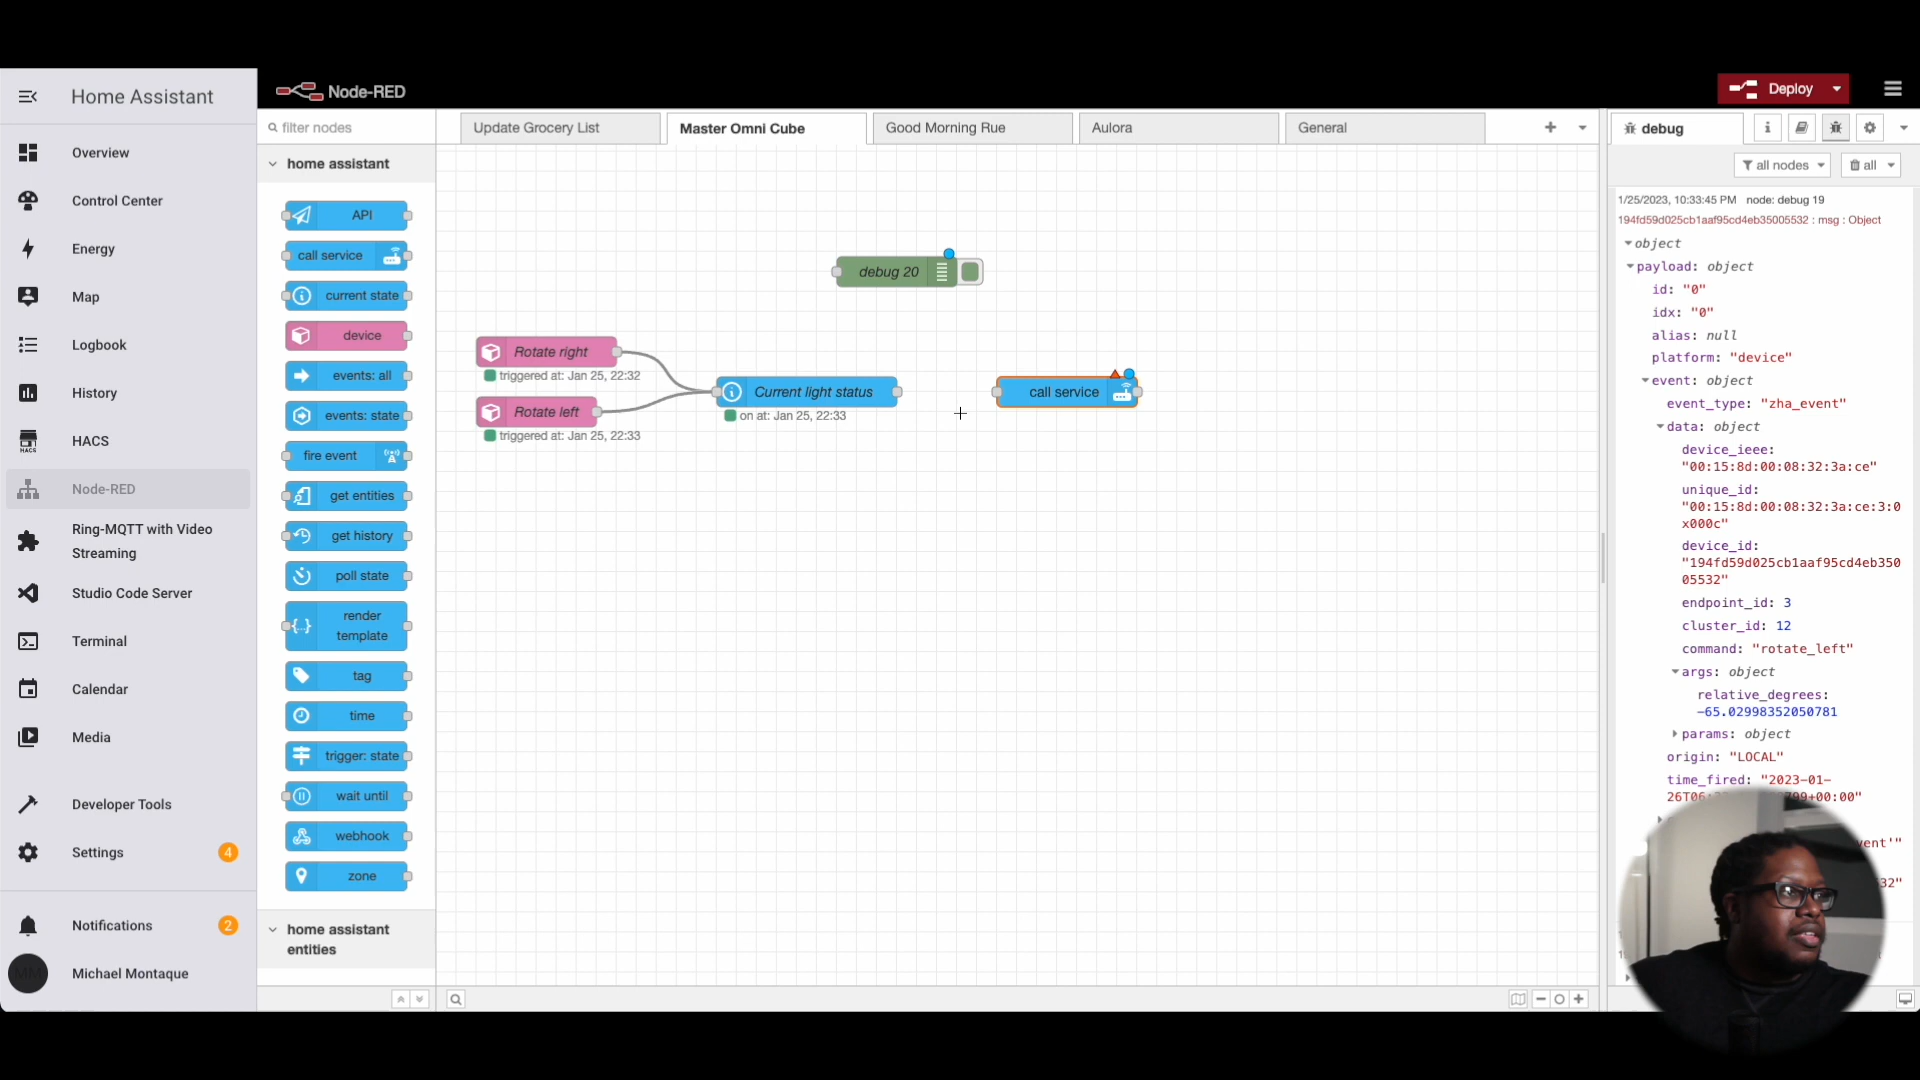 Home Assistant
Overview
Control Center
Energy
Map
Logbook
History
HACS
HACS
Node-RED
Ring-MQTT with Video
Streaming
Studio Code Server
Terminal
Calendar
Media
Developer Tools
Settings
4
Notifications
2
Michael Montaque
Node-RED
Deploy
filter nodes
home assistant
API
call service
current state
device
events: all
events: state
fire event
get entities
get history
poll state
render
template
tag
time
trigger: state
wait until
webhook
zone
home assistant
entities
Update Grocery List
Master Omni Cube
Good Morning Rue
Aulora
General
debug 20
Rotate right
triggered at: Jan 25, 22:32
Rotate left
triggered at: Jan 25, 22:33
Current light status
on at: Jan 25, 22:33
call service
debug
all nodes
all
1/25/2023, 10:33:45 PM node: debug 19
194fd59d025cb1aaf95cd4eb35005532 : msg : Object
object
payload: object
id: "0"
idx: "0"
alias: null
platform: "device"
event: object
event_type: "zha_event"
data: object
device_ieee:
"00:15:8d:00:08:32:3a:ce"
unique_id:
"00:15:8d:00:08:32:3a:ce:3:0
x000c"
device_id:
"194fd59d025cb1aaf95cd4eb350
05532"
endpoint_id: 3
cluster_id: 12
command: "rotate_left"
args: object
relative_degrees:
-65.02998352050781
params: object
origin: "LOCAL"
time_fired: "2023-01-